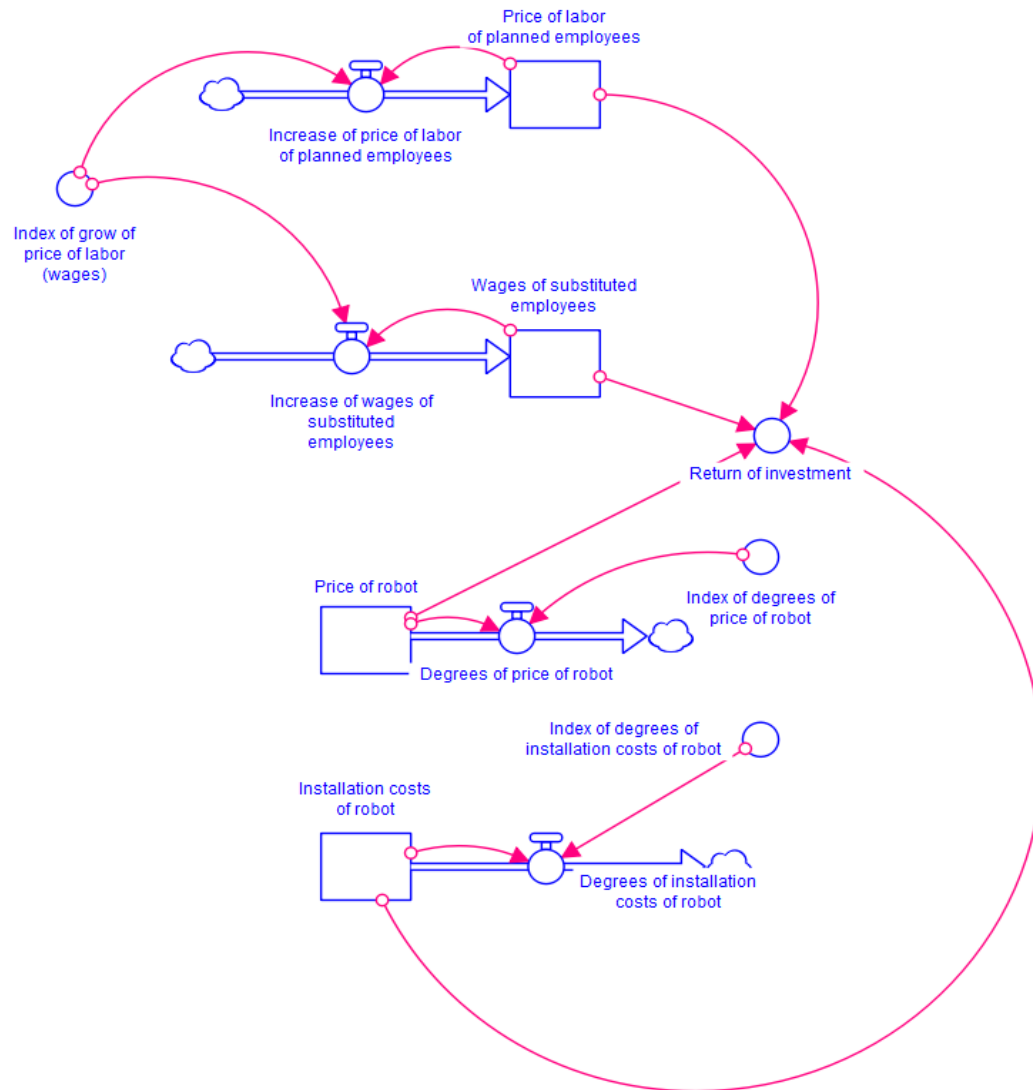 Price of labor
of planned employees
Increase of price of labor
of planned employees
Index of grow of
price of labor
(wages)
Wages of substituted
employees
Increase of wages of
substituted
employees
Return of investment
Price of robot
Index of degrees of
price of robot
Degrees of price of robot
Index of degrees of
installation costs of robot
Installation costs
of robot
Degrees of installation
costs of robot